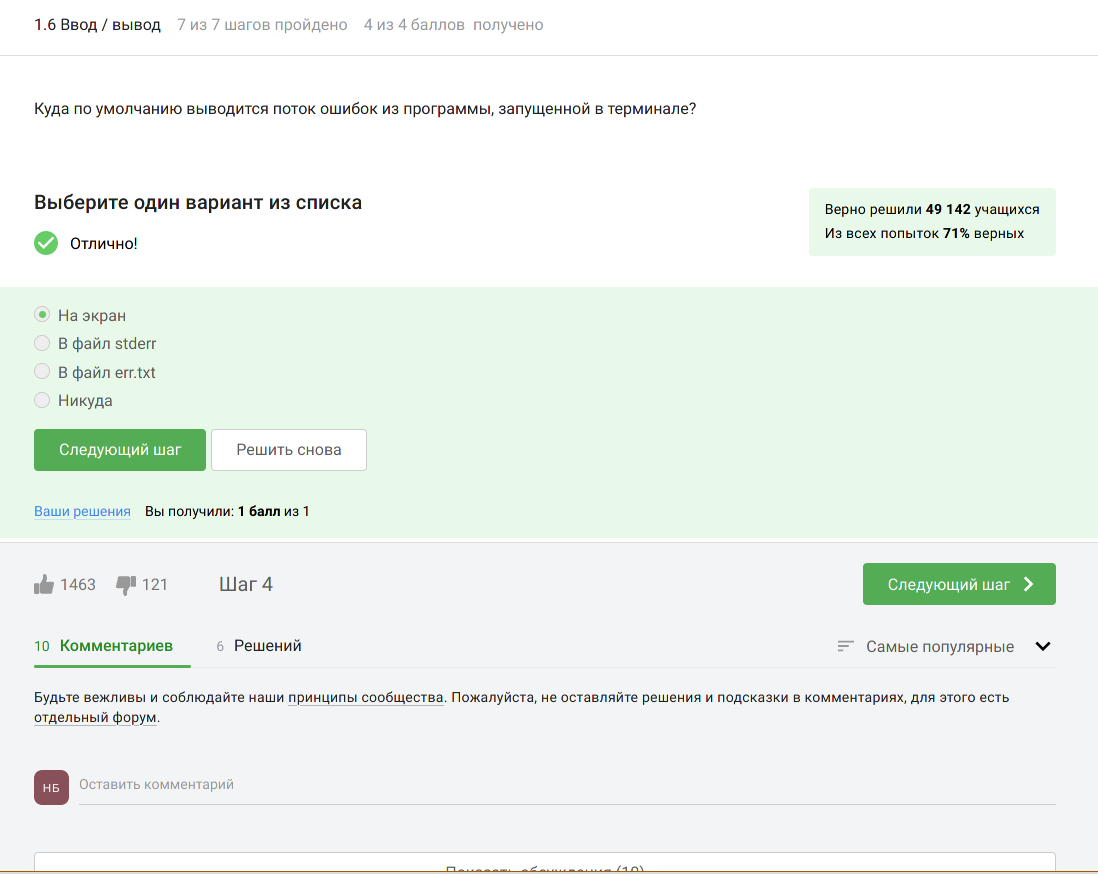 1.6 Ввод / вывод 7 из 7 шагов пройдено 4 из 4 баллов получено
Куда по умолчанию выводится поток ошибок из программы, запущенной в терминале?
Выберите один вариант из списка
Верно решили 49 142 учащихся
Из всех попыток 71% верных
Отлично!
На экран
В файл stderr
В файл err.txt
Никуда
Следующий шаг Решить снова
Ваши решения Вы получили: 1 балл из 1
1463 121 Шаг 4 Следующий шаг
10 Комментариев 6 Решений Самые популярные
Будьте вежливы и соблюдайте наши принципы сообщества. Пожалуйста, не оставляйте решения и подсказки в комментариях, для этого есть
отдельный форум.
НБ Оставить комментарий
Показать обсуждения (10)